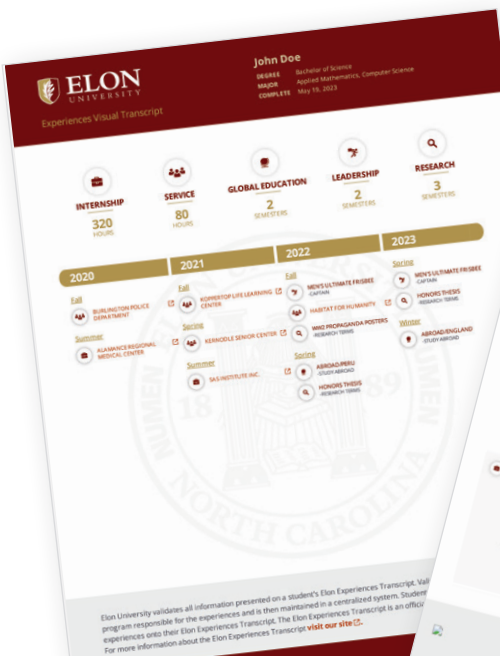 ELON
UNIVERSITY
Experiences Visual Transcript
John Doe
DEGREE Bachelor of Science
MAJOR Applied Mathematics, Computer Science
COMPLETE May 19, 2023
INTERNSHIP
320
HOURS
SERVICE
80
HOURS
GLOBAL EDUCATION
2
SEMESTERS
LEADERSHIP
2
SEMESTERS
RESEARCH
3
SEMESTERS
2020
Fall
BURLINGTON POLICE
DEPARTMENT
Summer
ALAMANCE REGIONAL
MEDICAL CENTER
2021
Fall
KOPPERTOP LIFE LEARNING
CENTER
Spring
KERNODLE SENIOR CENTER
Summer
SAS INSTITUTE INC.
2022
Fall
MEN'S ULTIMATE FRISBEE
-CAPTAIN
HABITAT FOR HUMANITY
WW2 PROPAGANDA POSTERS
-RESEARCH TERMS
Spring
ABROAD/PERU
-STUDY ABROAD
HONORS THESIS
-RESEARCH TERMS
2023
Spring
MEN'S ULTIMATE FRISBEE
-CAPTAIN
HONORS THESIS
-RESEARCH TERMS
Winter
ABROAD/ENGLAND
-STUDY ABROAD
NUMEN
18 89
NORTH CAROLINA
Elon University validates all information presented on a student's Elon Experiences Transcript.
program responsible for the experiences and is then maintained in a centralized system.
experiences onto their Elon Experiences Transcript. The Elon Experiences Transcript is an
For more information about the Elon Experiences Transcript visit our site.